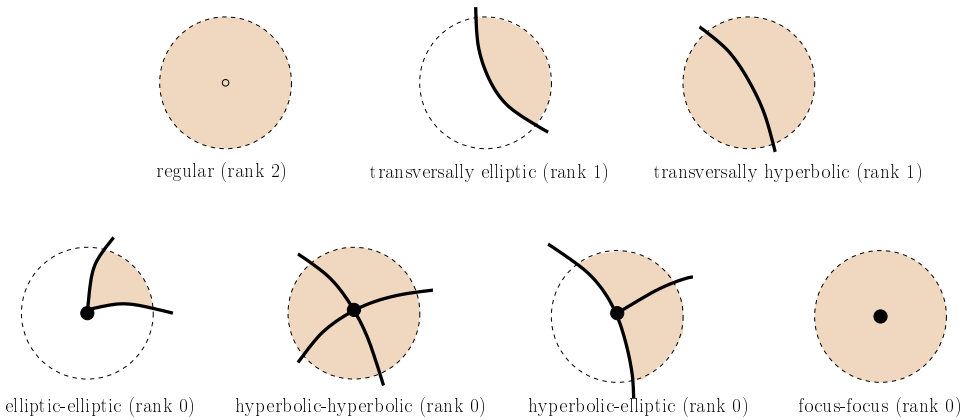 regular (rank 2)
transversally elliptic (rank 1)
transversally hyperbolic (rank 1)
elliptic-elliptic (rank 0)
hyperbolic-hyperbolic (rank 0)
hyperbolic-elliptic (rank 0)
focus-focus (rank 0)